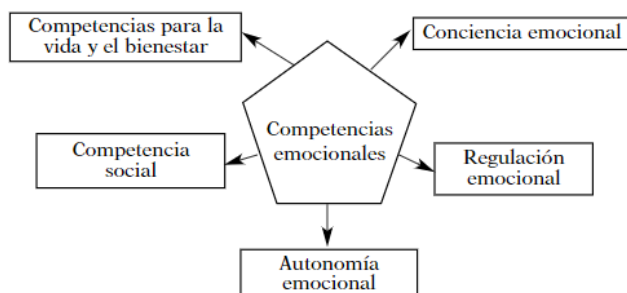 Competencias para la
vida y el bienestar
Conciencia emocional
Competencias
emocionales
Competencia
social
Regulación
emocional
Autonomía
emocional